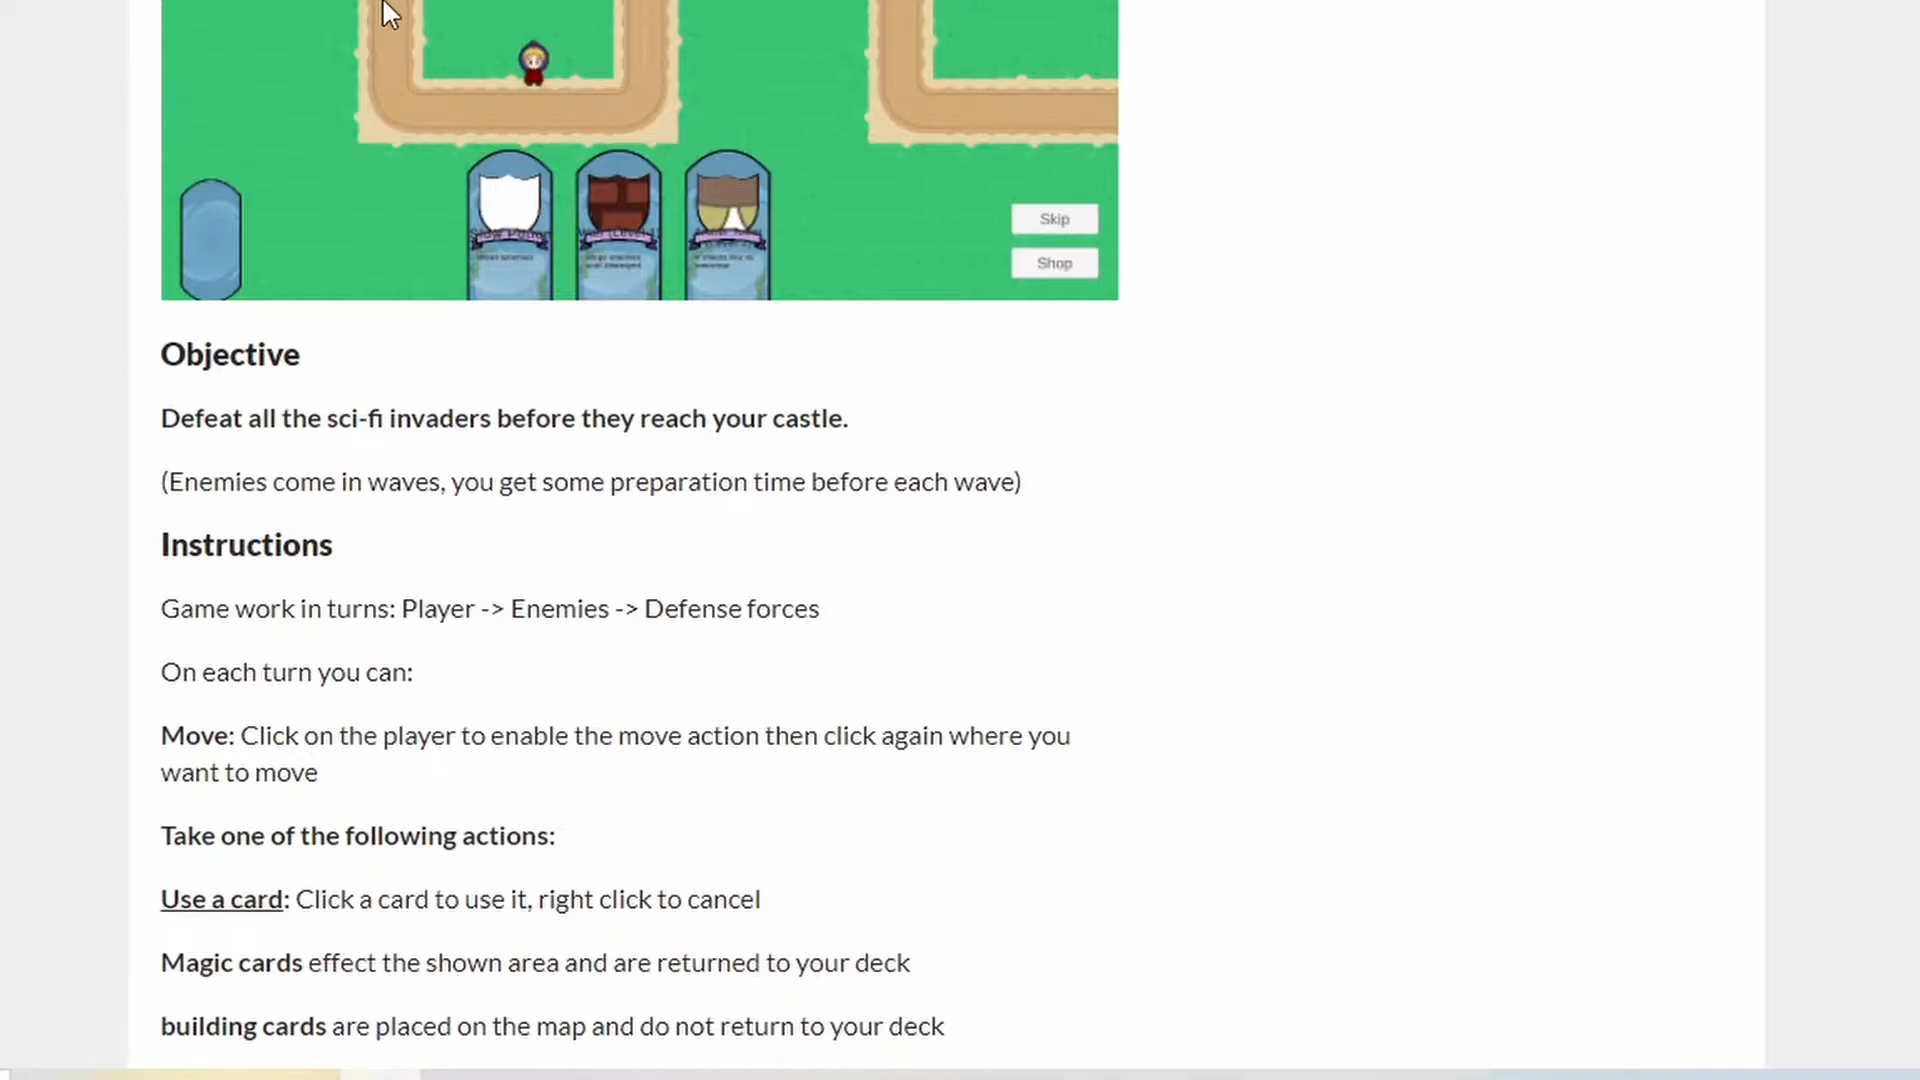 Skip
Shop
Objective
Defeat all the sci-fi invaders before they reach your castle.
(Enemies come in waves, you get some preparation time before each wave)
Instructions
Game work in turns: Player -> Enemies -> Defense forces
On each turn you can:
Move: Click on the player to enable the move action then click again where you
want to move
Take one of the following actions:
Use a card: Click a card to use it, right click to cancel
Magic cards effect the shown area and are returned to your deck
building cards are placed on the map and do not return to your deck